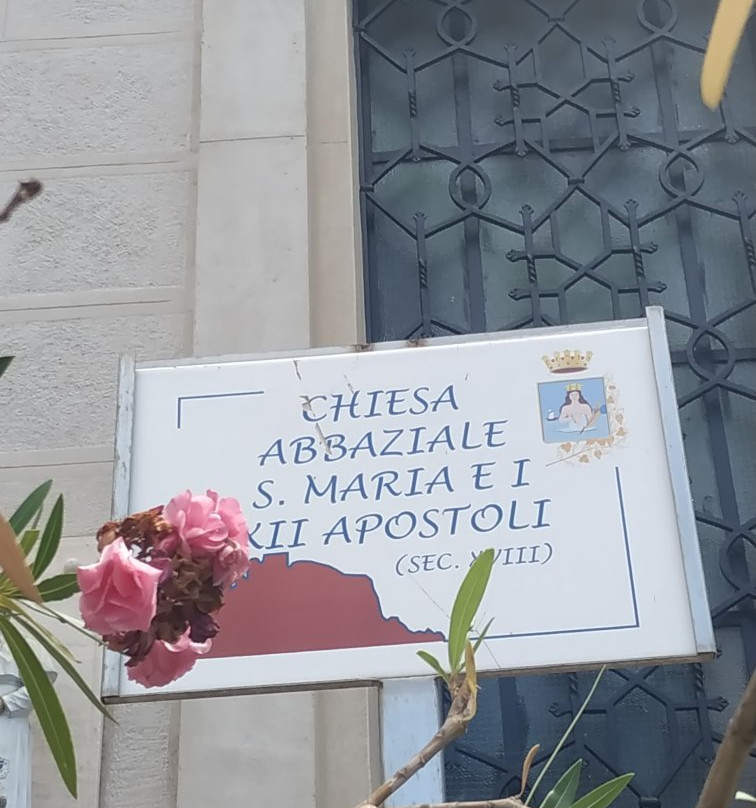 CHIESA
ABBAZIALE
S. MARIA E I
XII APOSTOLI
(SEC. XVIII)